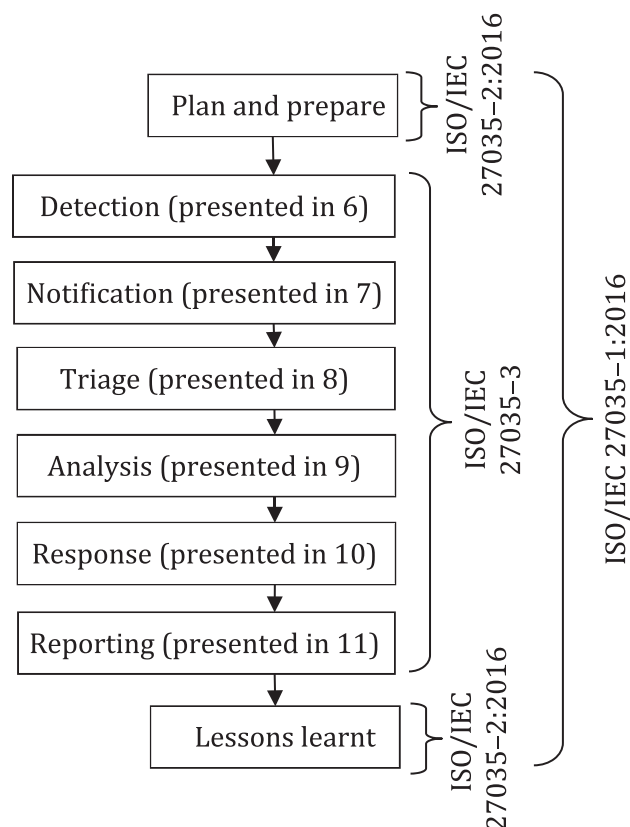 Plan and prepare
ISO/IEC
27035–2:2016
Detection (presented in 6)
Notification (presented in 7)
Triage (presented in 8)
Analysis (presented in 9)
Response (presented in 10)
Reporting (presented in 11)
ISO/IEC
27035–3
ISO/IEC 27035–1:2016
Lessons learnt
ISO/IEC
27035–2:2016